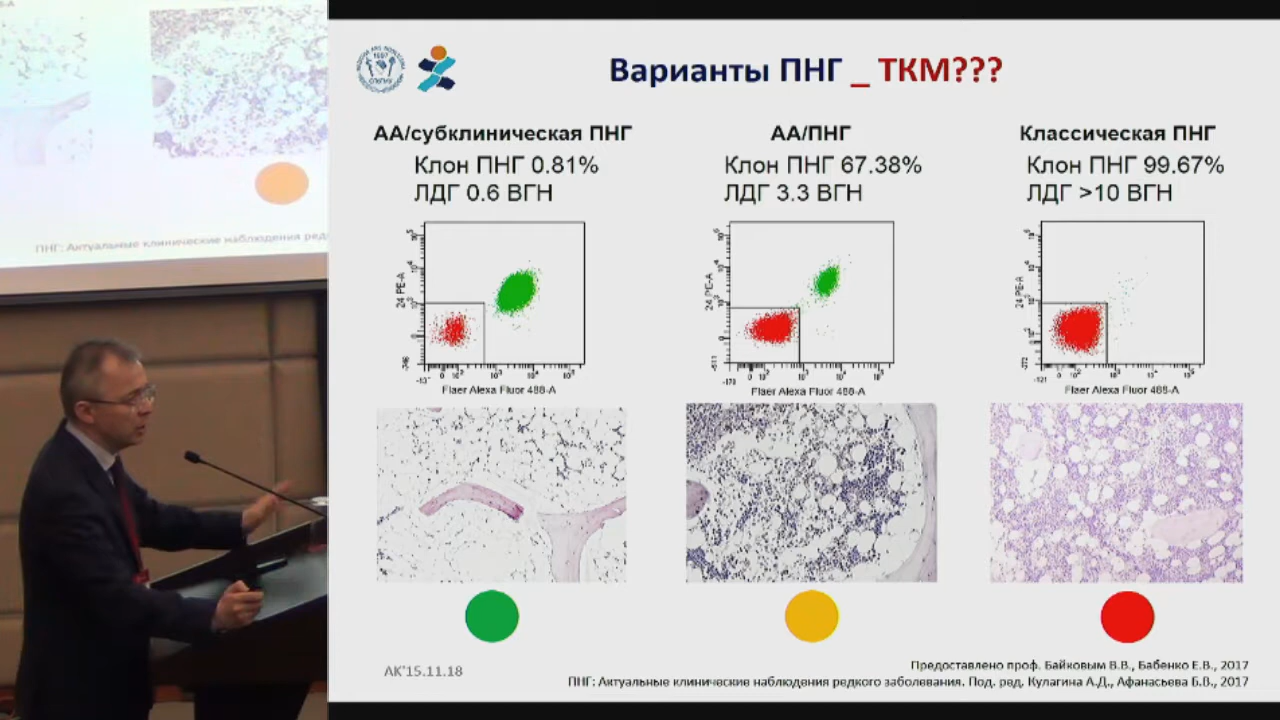 Варианты ПНГ _ ТКМ???
АА/субклиническая ПНГ
Клон ПНГ 0.81%
ЛДГ 0.6 ВГН
АА/ПНГ
Клон ПНГ 67.38%
ЛДГ 3.3 ВГН
Классическая ПНГ
Клон ПНГ 99.67%
ЛДГ >10 ВГН
24 PE-A
Flaer Alexa Fluor 488-A
24 PE-A
Flaer Alexa Fluor 488-A
24 PE-A
Flaer Alexa Fluor 488-A
АК'15.11.18
Предоставлено проф. Байковым В.В., Бабенко Е.В., 2017
ПНГ: Актуальные клинические наблюдения редкого заболевания. Под. ред. Кулагина А.Д., Афанасьева Б.В., 2017
ПНГ: Актуальные клинические наблюдения ред